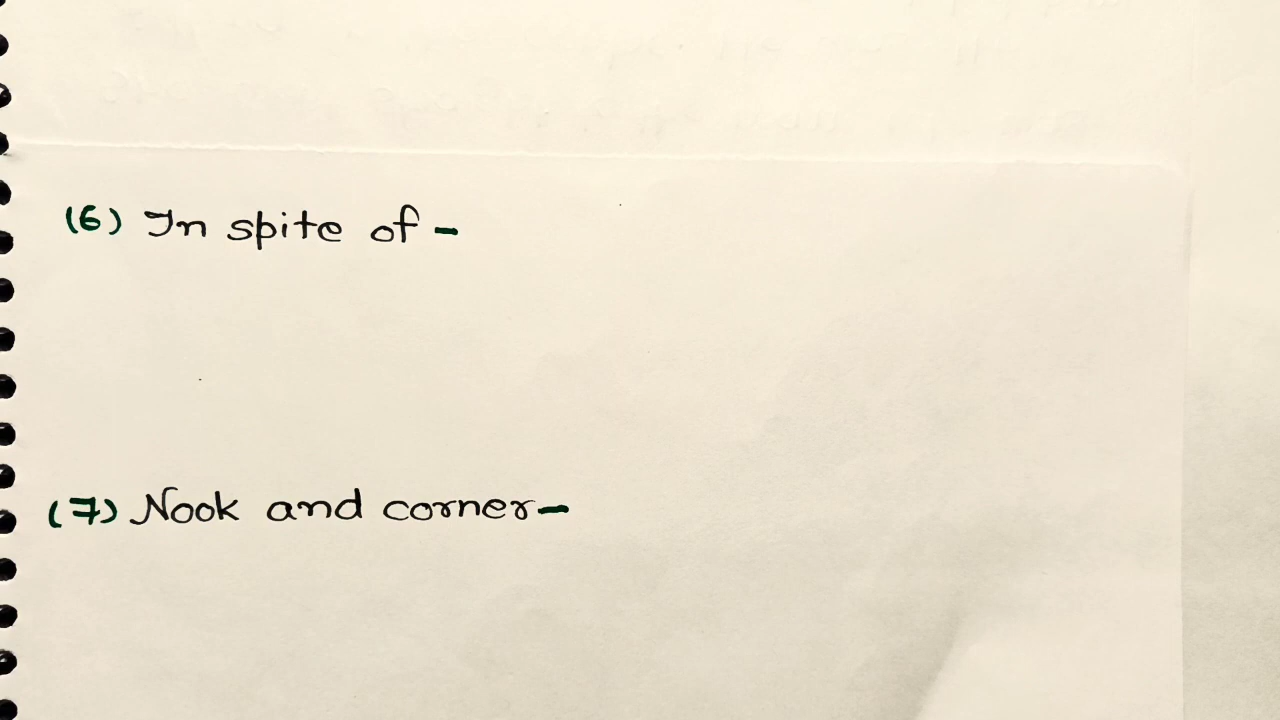 (6) In spite of -
(7) Nook and corner -